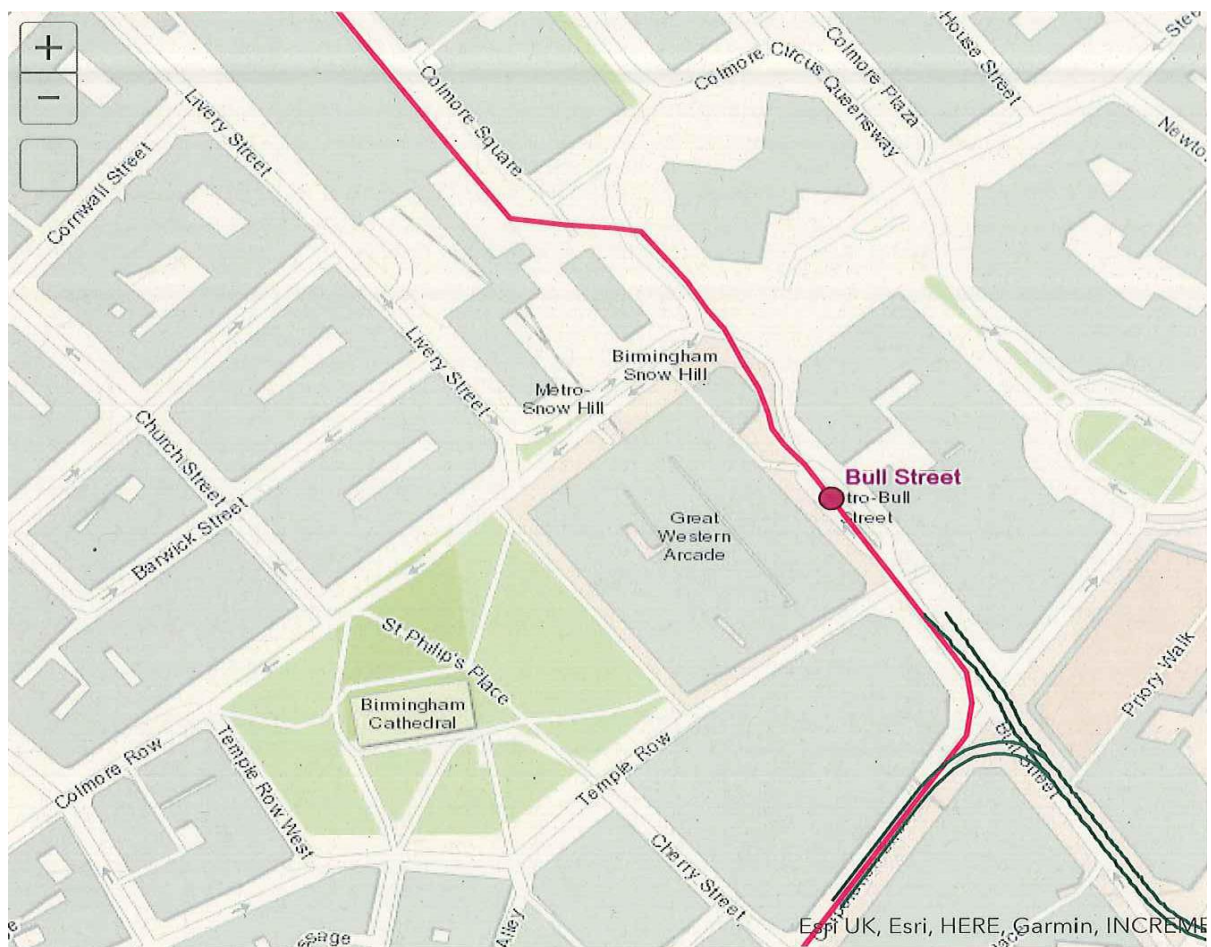 +
−
Livery Street
Cornwall Street
Colmore Square
Colmore Circus Queensway
Colmore Plaza
House Street
Livery Street
Birmingham
Snow Hill
Metro-
Snow Hill
Church Street
Barwick Street
Bull Street
tro-Bull
Street
Great
Western
Arcade
St Philip's Place
Birmingham
Cathedral
Priory Walk
Bull Street
Colmore Row
Temple Row West
Temple Row
Cherry Street
Alley
ssage
Esri UK, Esri, HERE, Garmin, INCREME